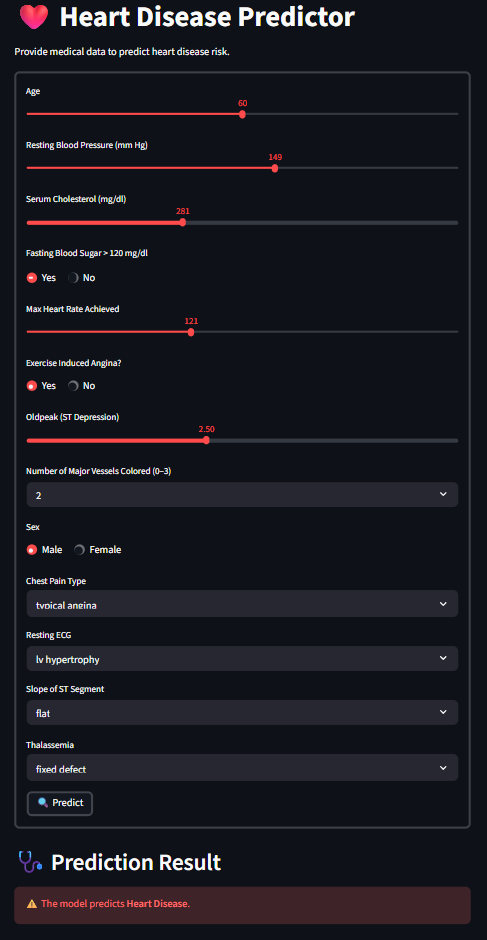 Heart Disease Predictor
Provide medical data to predict heart disease risk.
Age
60
Resting Blood Pressure (mm Hg)
149
Serum Cholesterol (mg/dl)
281
Fasting Blood Sugar > 120 mg/dl
Yes No
Max Heart Rate Achieved
121
Exercise Induced Angina?
Yes No
Oldpeak (ST Depression)
2.50
Number of Major Vessels Colored (0–3)
2
Sex
Male Female
Chest Pain Type
typical angina
Resting ECG
lv hypertrophy
Slope of ST Segment
flat
Thalassemia
fixed defect
Predict
Prediction Result
The model predicts Heart Disease.